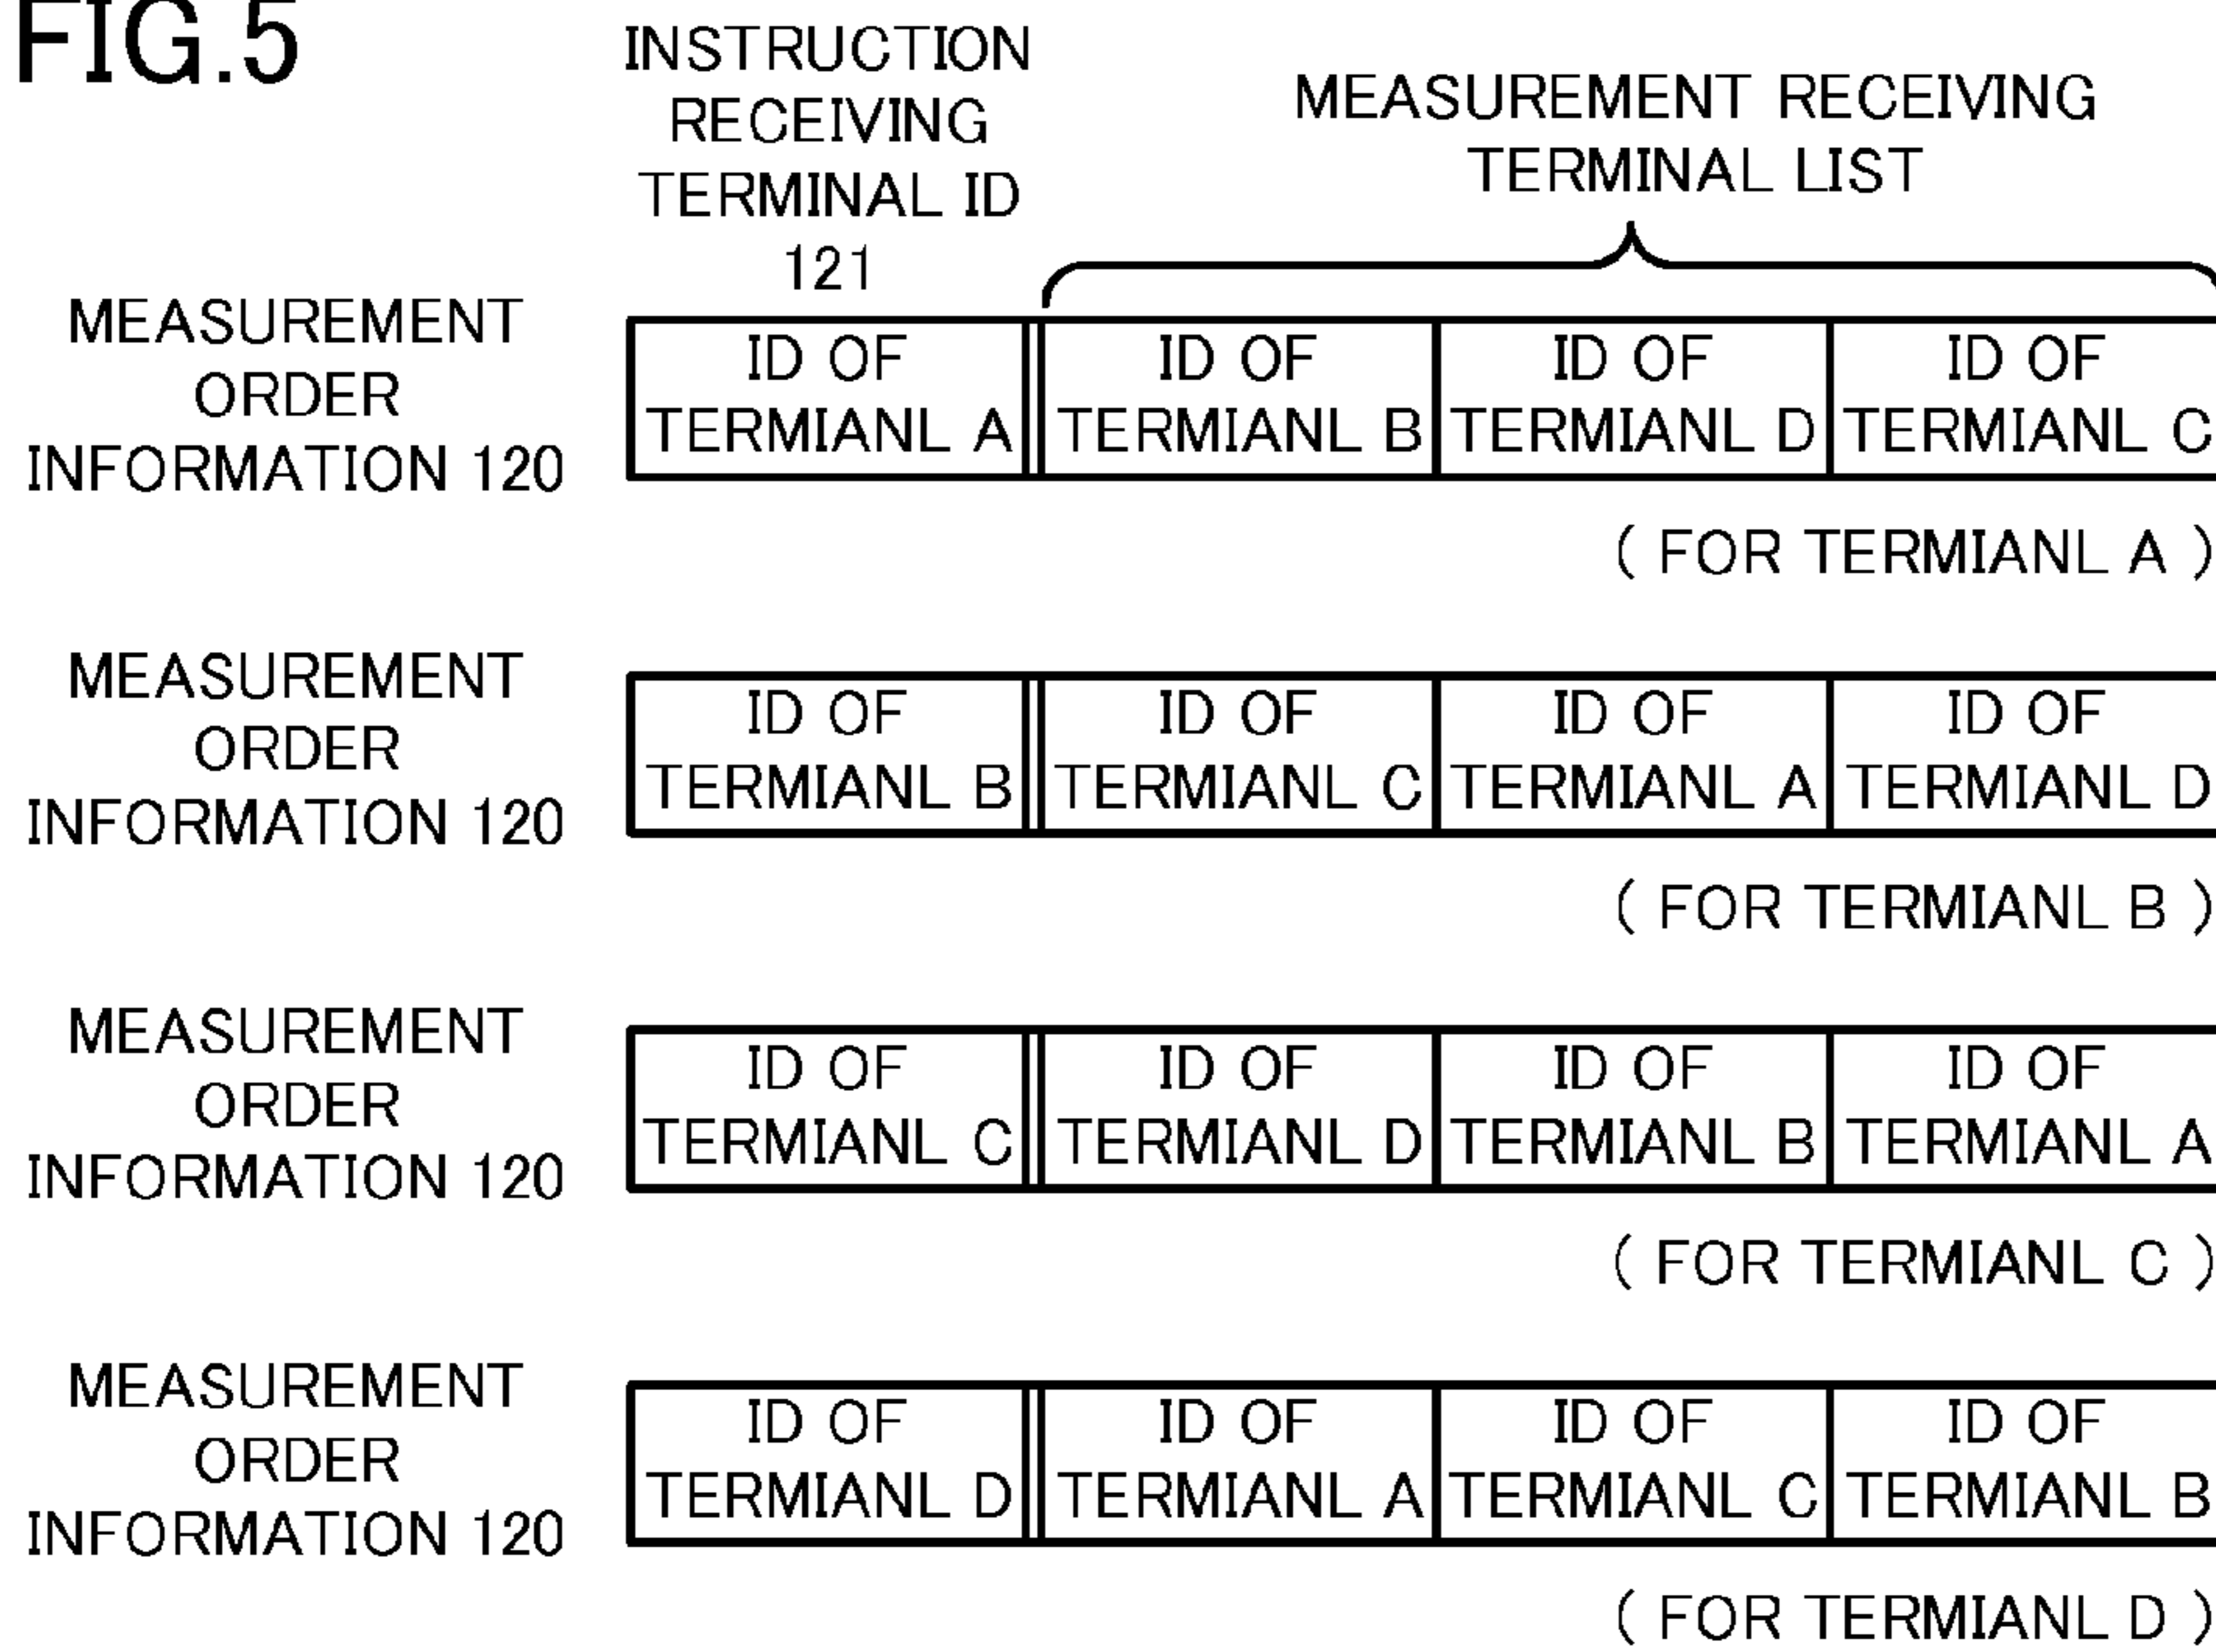 FIG.5
INSTRUCTION
RECEIVING
TERMINAL ID
121
MEASUREMENT RECEIVING
TERMINAL LIST
MEASUREMENT
ORDER
INFORMATION 120
ID OF
TERMIANL A
ID OF
TERMIANL B
ID OF
TERMIANL D
ID OF
TERMIANL C
( FOR TERMIANL A )
MEASUREMENT
ORDER
INFORMATION 120
ID OF
TERMIANL B
ID OF
TERMIANL C
ID OF
TERMIANL A
ID OF
TERMIANL D
( FOR TERMIANL B )
MEASUREMENT
ORDER
INFORMATION 120
ID OF
TERMIANL C
ID OF
TERMIANL D
ID OF
TERMIANL B
ID OF
TERMIANL A
( FOR TERMIANL C )
MEASUREMENT
ORDER
INFORMATION 120
ID OF
TERMIANL D
ID OF
TERMIANL A
ID OF
TERMIANL C
ID OF
TERMIANL B
( FOR TERMIANL D )